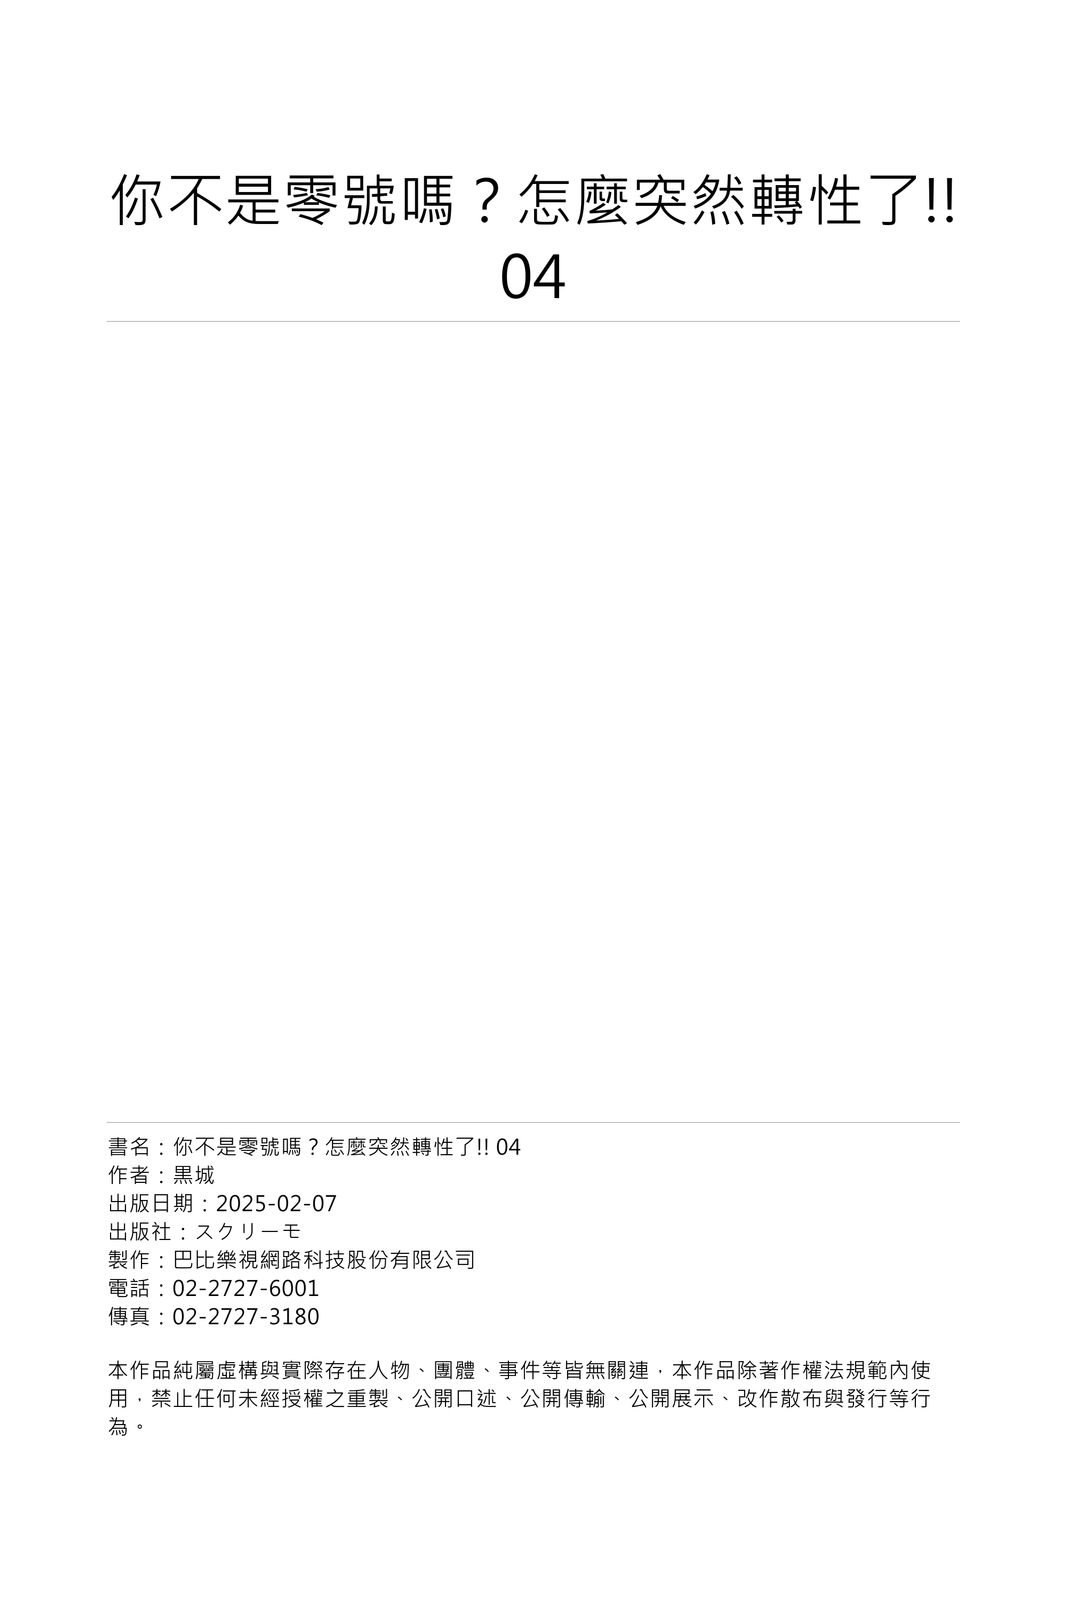 你不是零號嗎？怎麼突然轉性了!!
04
書名：你不是零號嗎？怎麼突然轉性了!! 04
作者：黒城
出版日期：2025-02-07
出版社：スクリーモ
製作：巴比樂視網路科技股份有限公司
電話：02-2727-6001
傳真：02-2727-3180
本作品純屬虛構與實際存在人物、團體、事件等皆無關連，本作品除著作權法規範內使
用，禁止任何未經授權之重製、公開口述、公開傳輸、公開展示、改作散布與發行等行
為。